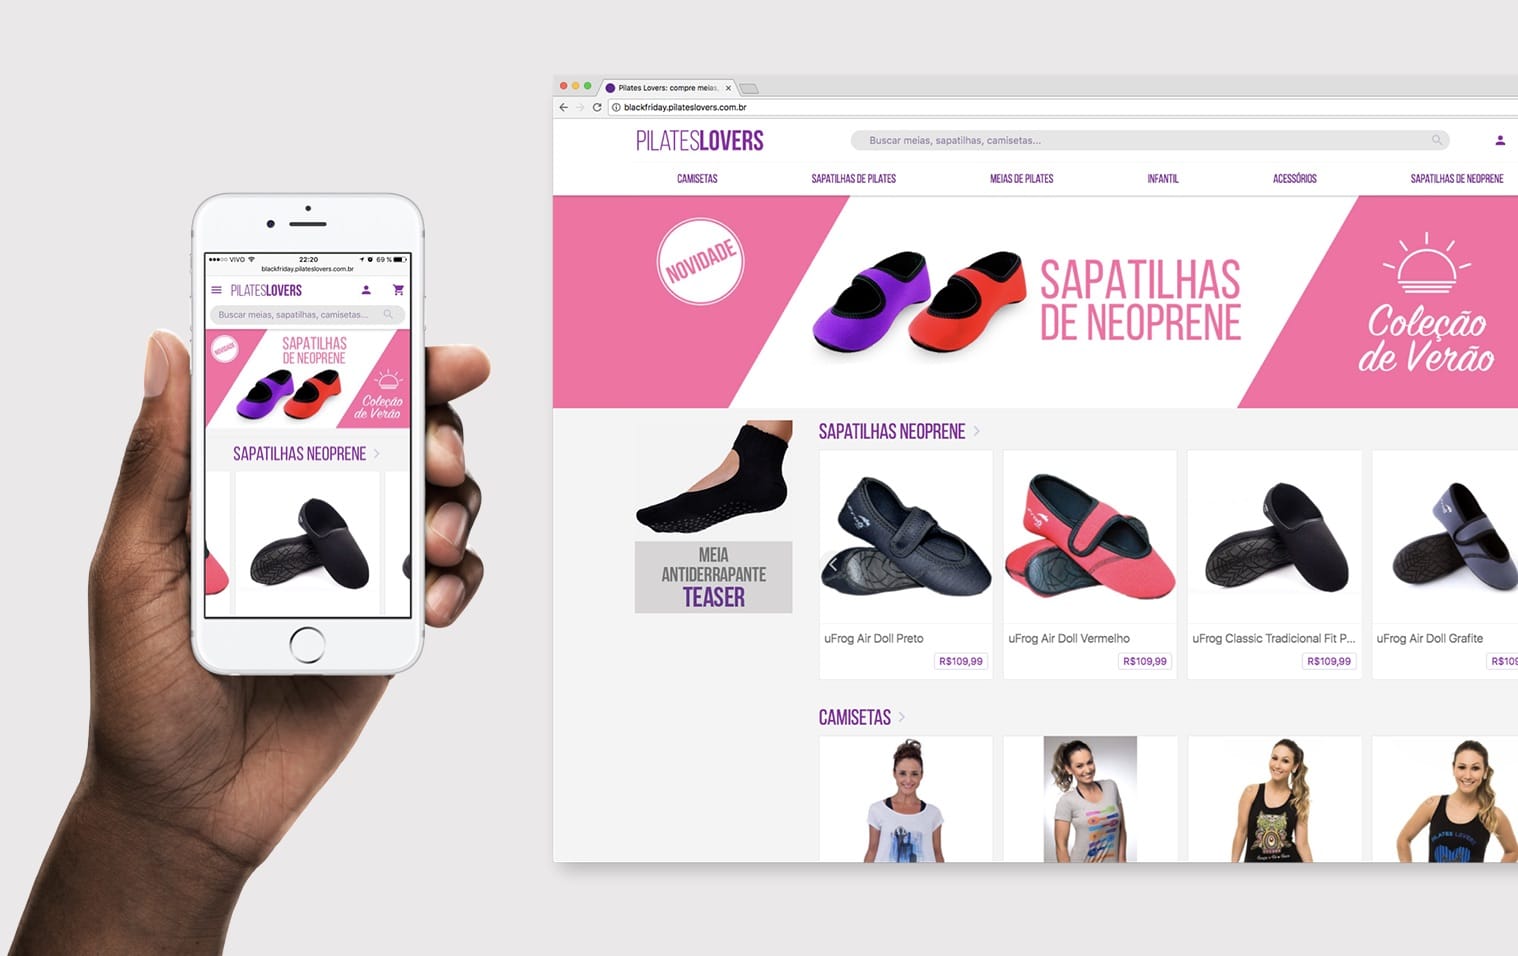 ●●●○○ VIVO 22:20 69 %
blackfriday.pilateslovers.com.br
PILATESLOVERS
Buscar meias, sapatilhas, camisetas...
NOVIDADE
SAPATILHAS
DE NEOPRENE
Coleção
de Verão
SAPATILHAS NEOPRENE
Pilates Lovers: compre meias,
blackfriday.pilateslovers.com.br
PILATESLOVERS
Buscar meias, sapatilhas, camisetas...
CAMISETAS SAPATILHAS DE PILATES MEIAS DE PILATES INFANTIL ACESSÓRIOS SAPATILHAS DE NEOPRENE
NOVIDADE
SAPATILHAS
DE NEOPRENE
Coleção
de Verão
MEIA
ANTIDERRAPANTE
TEASER
SAPATILHAS NEOPRENE
uFrog Air Doll Preto
R$109,99
uFrog Air Doll Vermelho
R$109,99
uFrog Classic Tradicional Fit P...
R$109,99
uFrog Air Doll Grafite
R$109
CAMISETAS
PILATES LOVERS